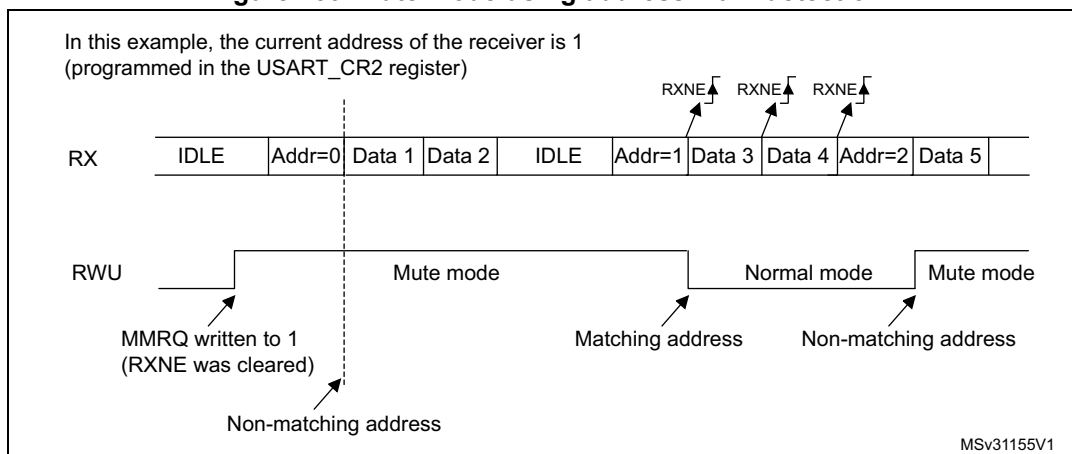 In this example, the current address of the receiver is 1
(programmed in the USART_CR2 register)
RXNE RXNE RXNE
RX IDLE Addr=0 Data 1 Data 2 IDLE Addr=1 Data 3 Data 4 Addr=2 Data 5
RWU Mute mode Normal mode Mute mode
MMRQ written to 1 Matching address Non-matching address
(RXNE was cleared)
Non-matching address
MSv31155V1